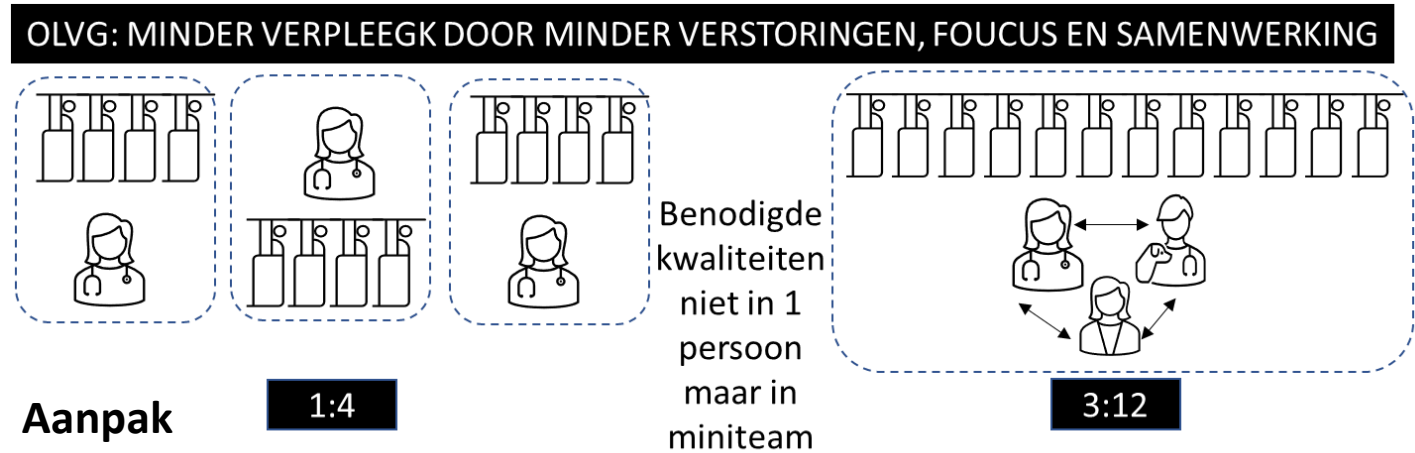 OLVG: MINDER VERPLEEGK DOOR MINDER VERSTORINGEN, FOUCUS EN SAMENWERKING
Benodigde
kwaliteiten
niet in 1
persoon
maar in
miniteam
Aanpak
1:4
3:12